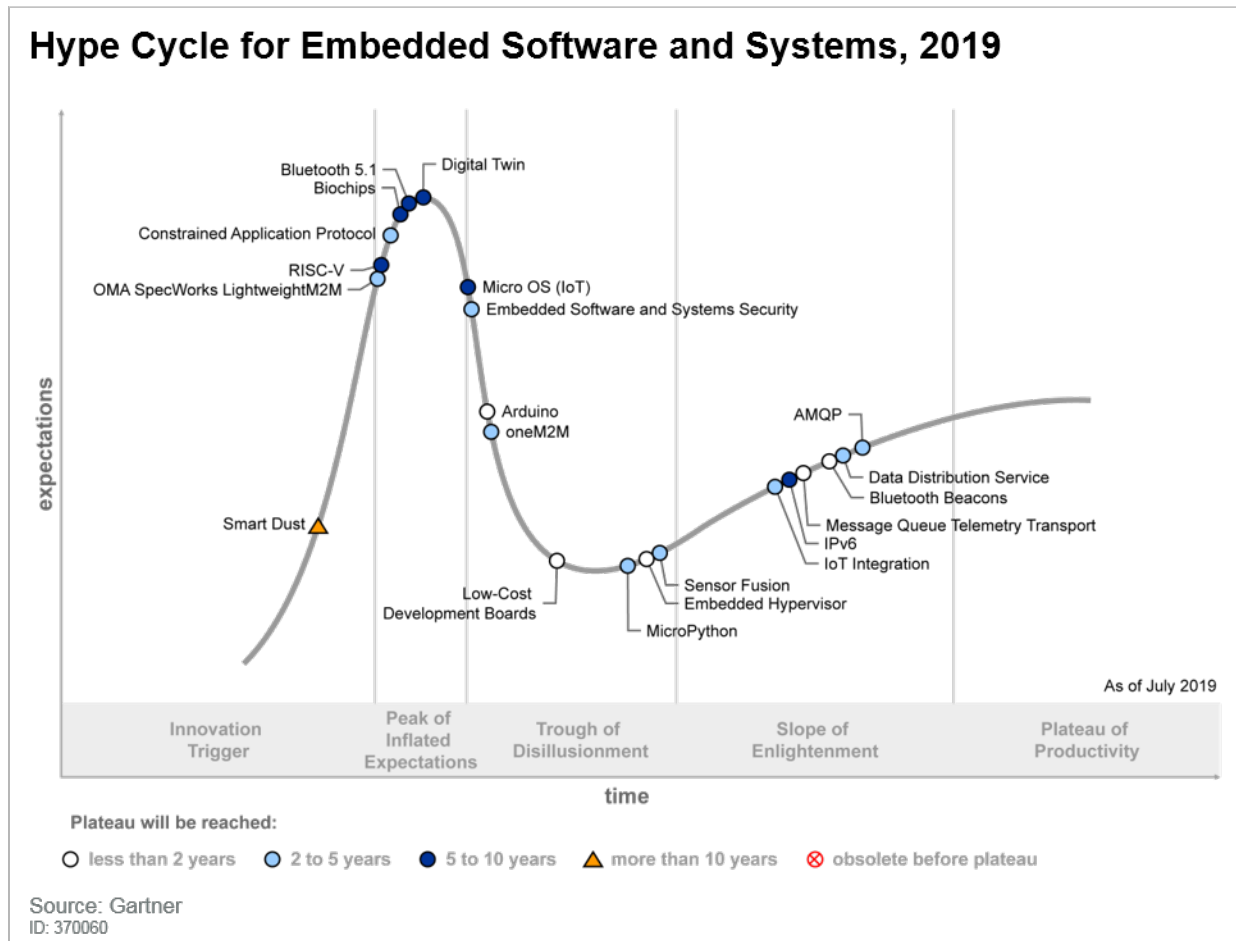 Hype Cycle for Embedded Software and Systems, 2019
Digital Twin
Bluetooth 5.1
Biochips
Constrained Application Protocol
RISC-V
OMA SpecWorks LightweightM2M
Micro OS (IoT)
Embedded Software and Systems Security
Arduino
oneM2M
AMQP
Data Distribution Service
Bluetooth Beacons
Message Queue Telemetry Transport
IPv6
IoT Integration
Smart Dust
Low-Cost
Development Boards
Sensor Fusion
Embedded Hypervisor
MicroPython
expectations
As of July 2019
Innovation
Trigger
Peak of
Inflated
Expectations
Trough of
Disillusionment
Slope of
Enlightenment
Plateau of
Productivity
time
Plateau will be reached:
less than 2 years
2 to 5 years
5 to 10 years
more than 10 years
obsolete before plateau
Source: Gartner
ID: 370060